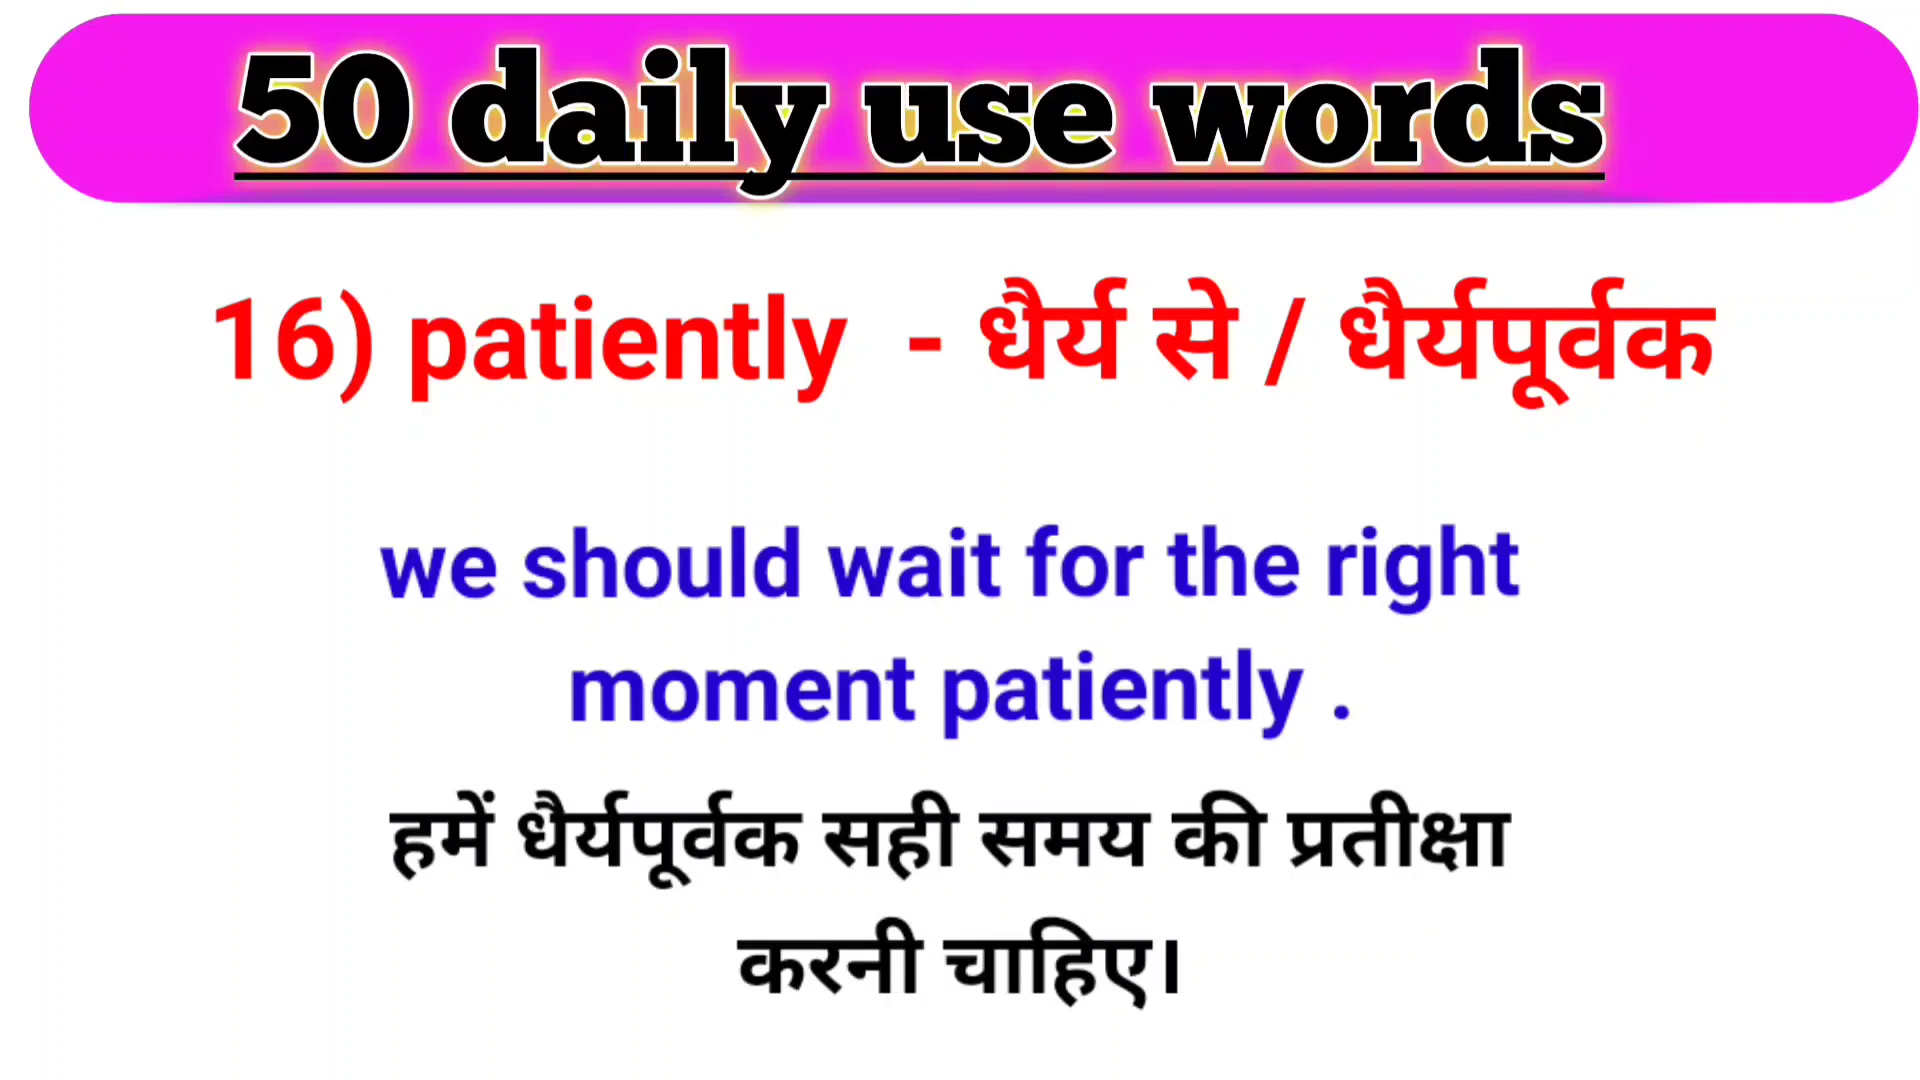 50 daily use words
16) patiently - धैर्य से / धैर्यपूर्वक
we should wait for the right
moment patiently .
हमें धैर्यपूर्वक सही समय की प्रतीक्षा
करनी चाहिए।